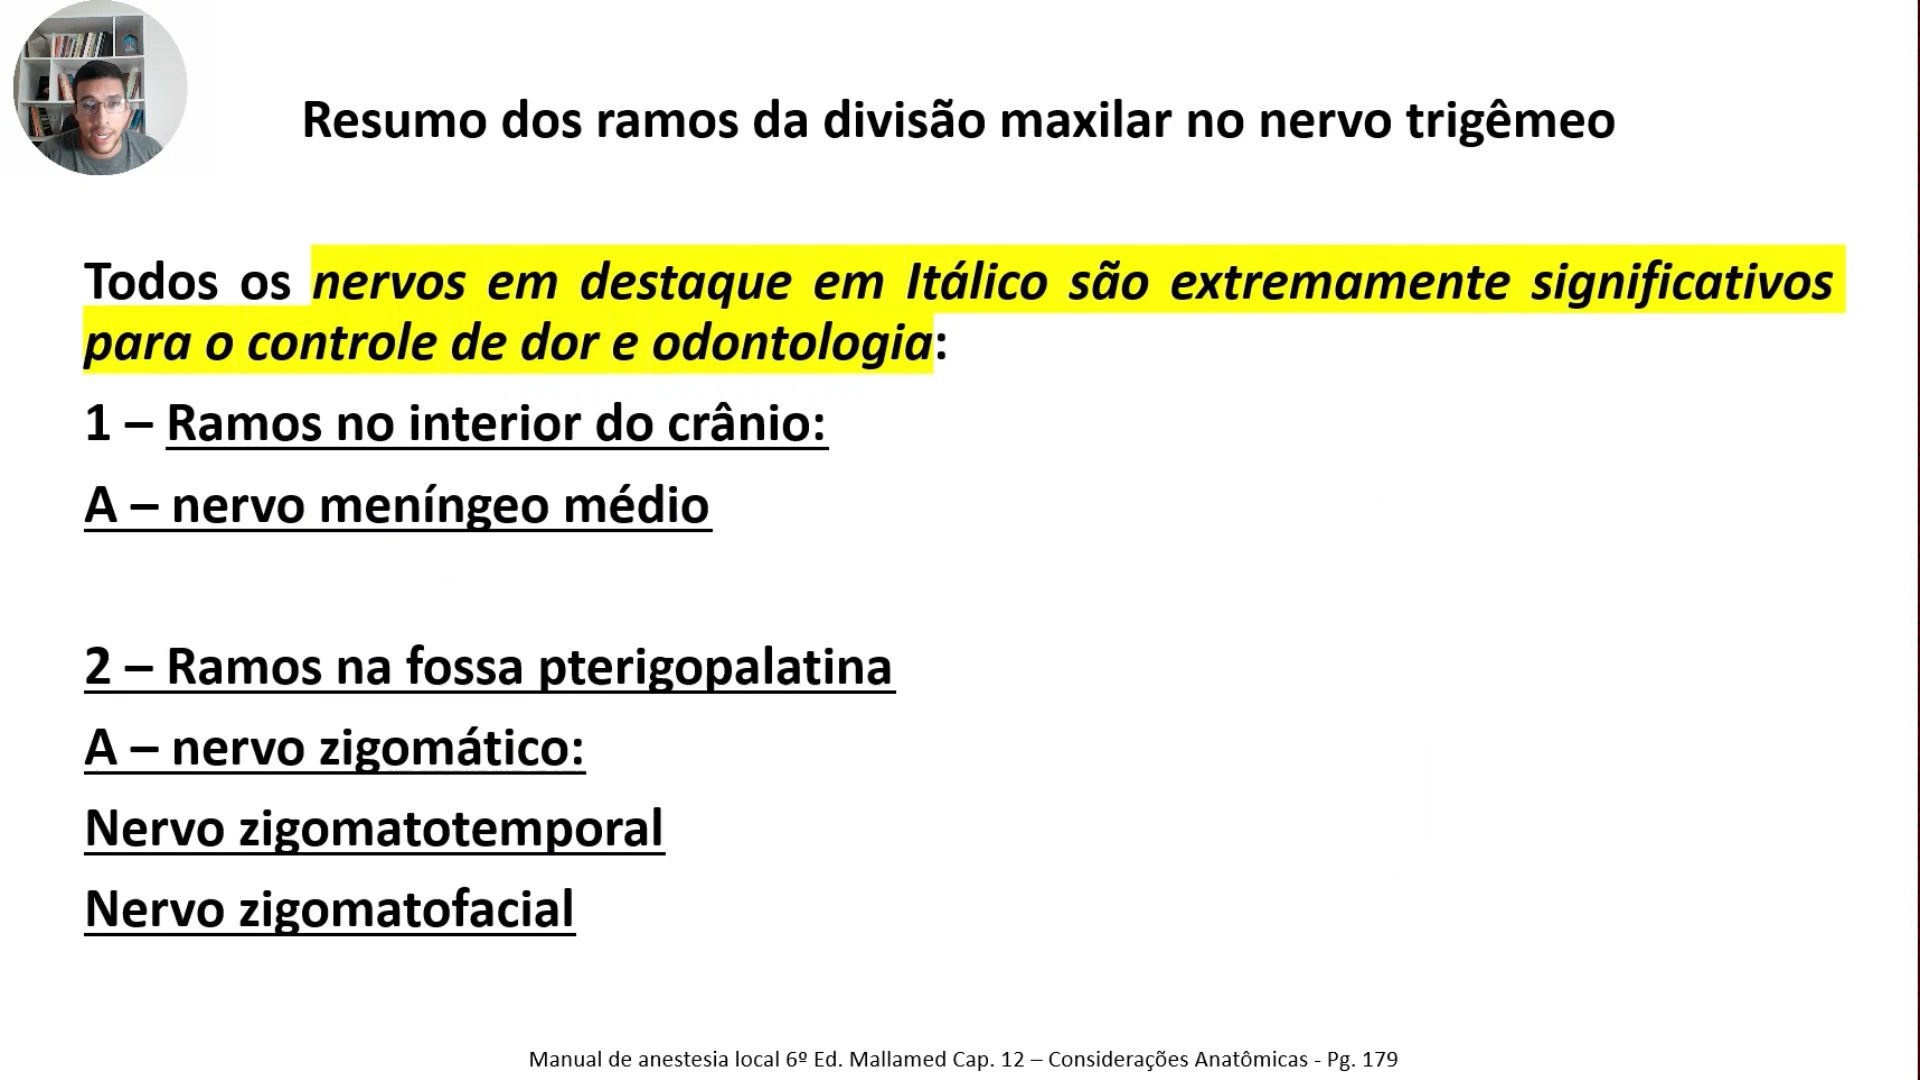 Resumo dos ramos da divisão maxilar no nervo trigêmeo
Todos os nervos em destaque em Itálico são extremamente significativos
para o controle de dor e odontologia:
1 – Ramos no interior do crânio:
A – nervo meníngeo médio
2 – Ramos na fossa pterigopalatina
A – nervo zigomático:
Nervo zigomatotemporal
Nervo zigomatofacial
Manual de anestesia local 6º Ed. Mallamed Cap. 12 – Considerações Anatômicas - Pg. 179